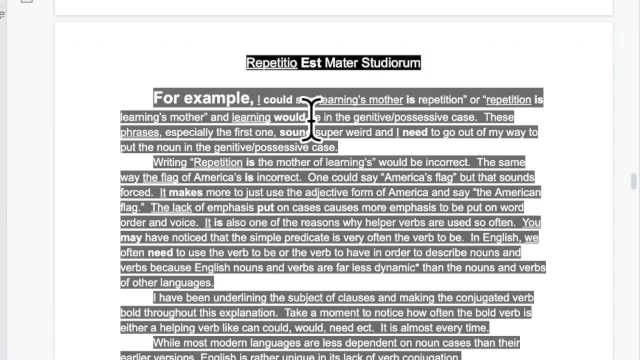 Repetitio Est Mater Studiorum
For example, I could say "learning's mother is repetition" or "repetition is
learning's mother" and learning would be in the genitive/possessive case. These
phrases, especially the first one, sound super weird and I need to go out of my way to
put the noun in the genitive/possessive case.
Writing "Repetition is the mother of learning's" would be incorrect. The same
way the flag of America's is incorrect. One could say "America's flag" but that sounds
forced. It makes more to just use the adjective form of America and say "the American
flag." The lack of emphasis put on cases causes more emphasis to be put on word
order and voice. It is also one of the reasons why helper verbs are used so often. You
may have noticed that the simple predicate is very often the verb to be. In English, we
often need to use the verb to be or the verb to have in order to describe nouns and
verbs because English nouns and verbs are far less dynamic* than the nouns and verbs
of other languages.
I have been underlining the subject of clauses and making the conjugated verb
bold throughout this explanation. Take a moment to notice how often the bold verb is
either a helping verb like can could, would, need ect. It is almost every time.
While most modern languages are less dependent on noun cases than their
earlier versions, English is rather unique in its lack of verb conjugation.